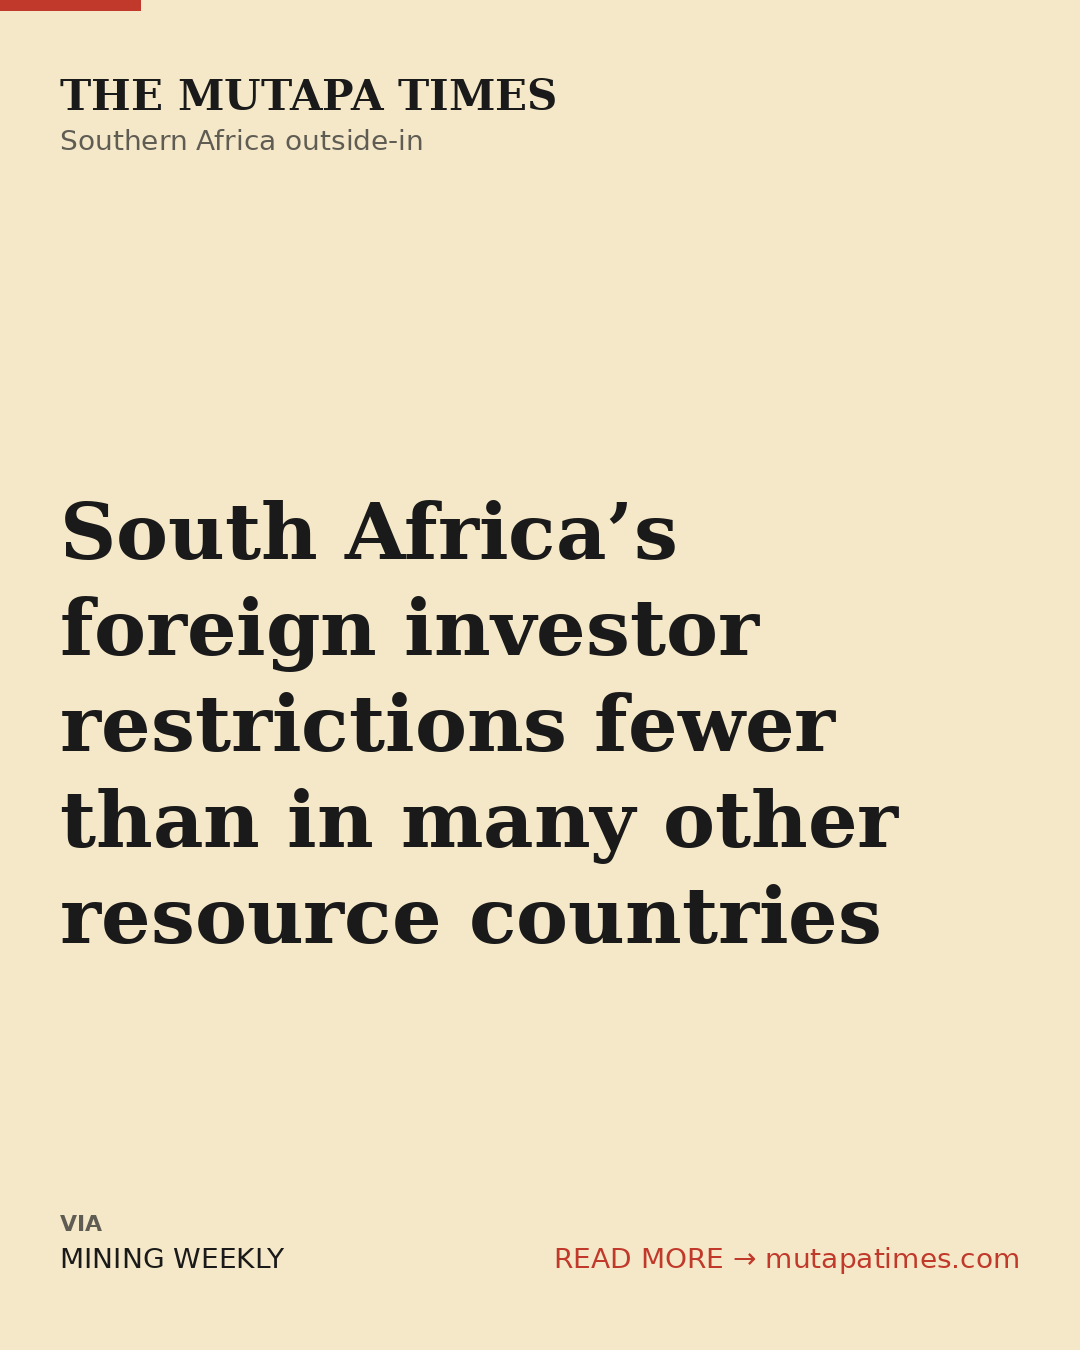 THE MUTAPA TIMES
Southern Africa outside-in
South Africa’s
foreign investor
restrictions fewer
than in many other
resource countries
VIA
MINING WEEKLY
READ MORE → mutapatimes.com